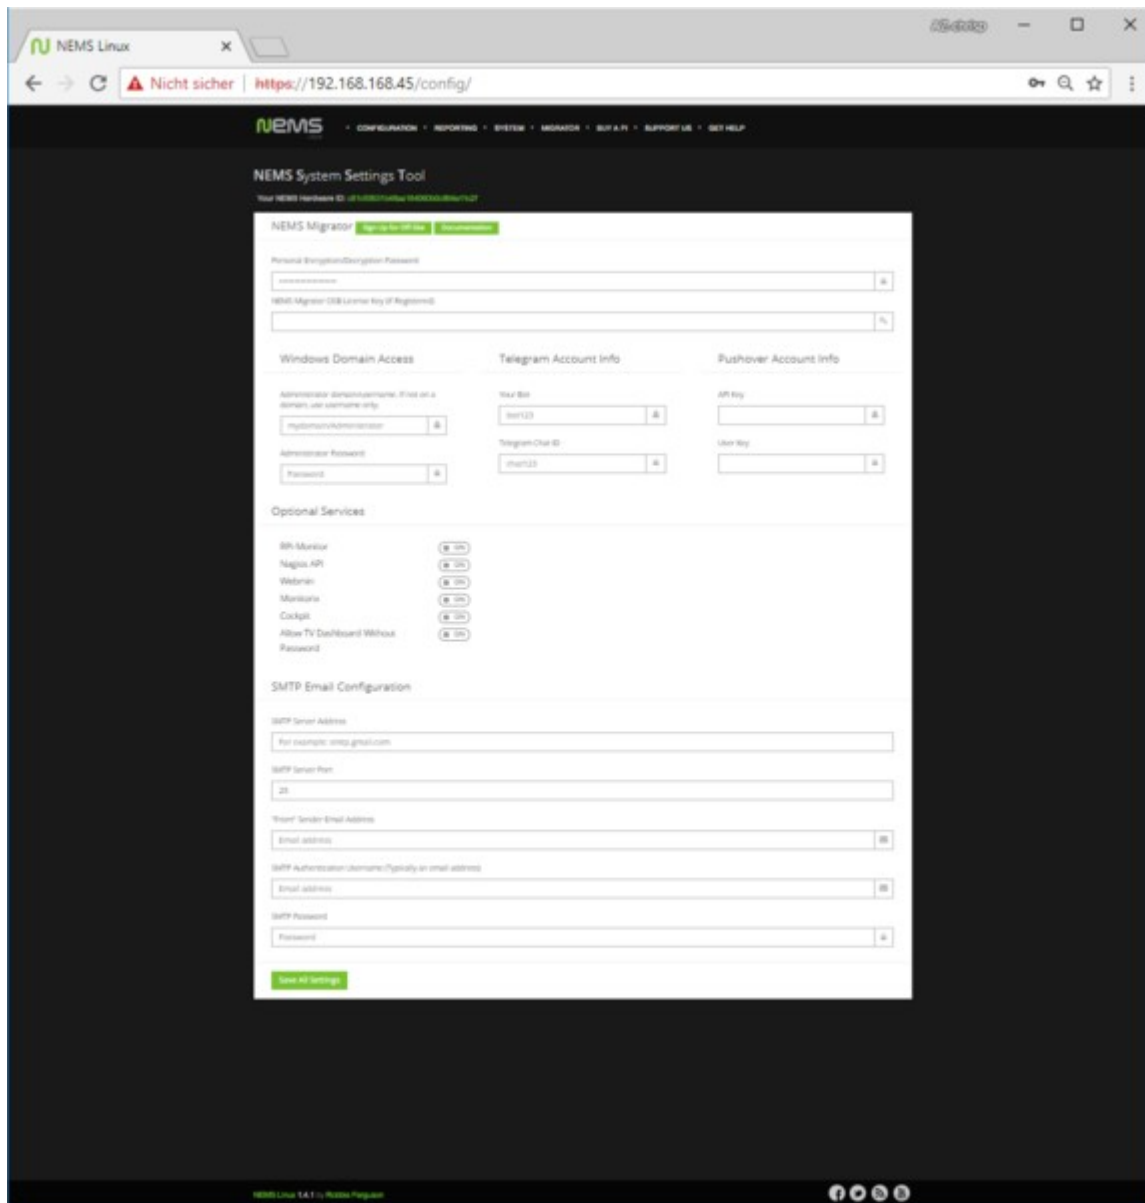 NEMS Linux
Nicht sicher | https://192.168.168.45/config/
NEMS
CONFIGURATION REPORTING SYSTEM MIGRATOR BUY A PI SUPPORT US GET HELP
NEMS System Settings Tool
Your NEMS Hardware ID:
NEMS Migrator Sign Up for Off Site Documentation
Personal Encryption/Decryption Password
NEMS Migrator OSB License Key (if Registered)
Windows Domain Access Telegram Account Info Pushover Account Info
Administrator domain/username. If not on a Your Bot API Key
domain, use username only.
mydomain/Administrator bot123
Administrator Password Telegram Chat ID User Key
Password chat123
Optional Services
RPi-Monitor ON
Nagios API ON
Webmin ON
Monitorix ON
Cockpit ON
Allow TV Dashboard Without ON
Password
SMTP Email Configuration
SMTP Server Address
For example: smtp.gmail.com
SMTP Server Port
25
"From" Sender Email Address
Email address
SMTP Authentication Username (Typically an email address)
Email address
SMTP Password
Password
Save All Settings
NEMS Linux 1.4.1 by Robbie Ferguson